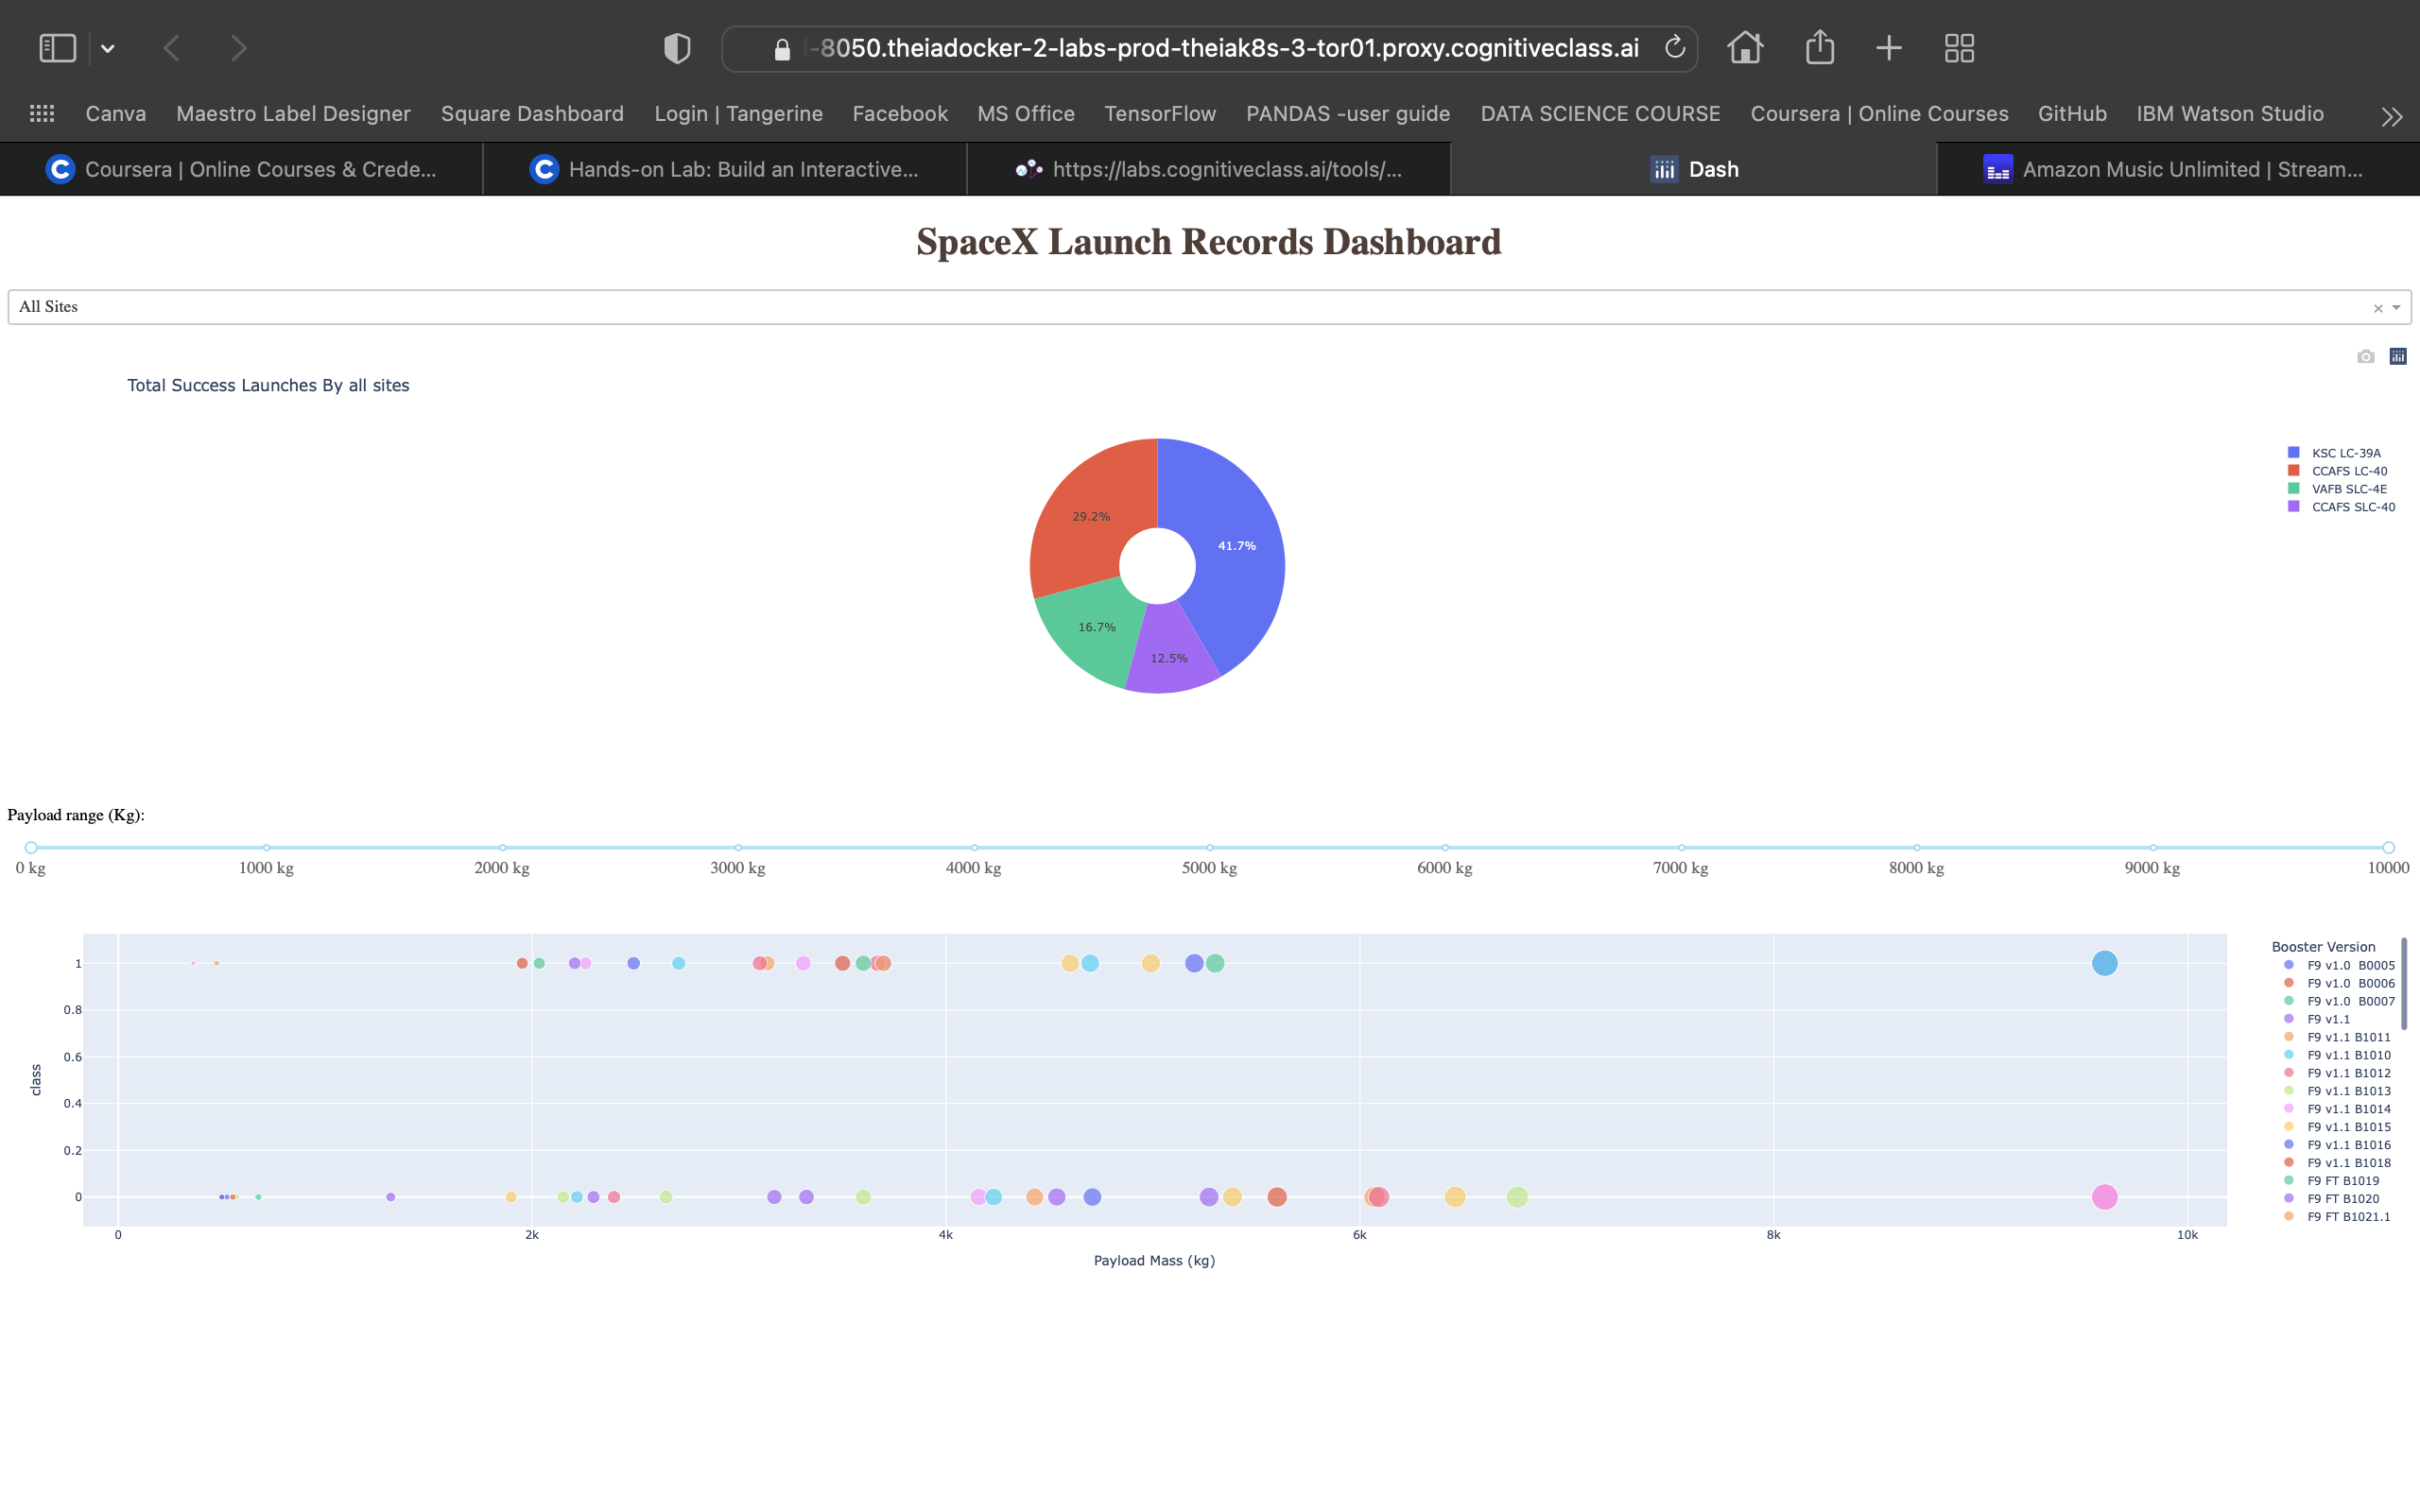 -8050.theiadocker-2-labs-prod-theiak8s-3-tor01.proxy.cognitiveclass.ai
Canva Maestro Label Designer Square Dashboard Login | Tangerine Facebook MS Office TensorFlow PANDAS -user guide DATA SCIENCE COURSE Coursera | Online Courses GitHub IBM Watson Studio
Coursera | Online Courses & Crede... Hands-on Lab: Build an Interactive... https://labs.cognitiveclass.ai/tools/... Dash Amazon Music Unlimited | Stream...
SpaceX Launch Records Dashboard
All Sites
Total Success Launches By all sites
KSC LC-39A
CCAFS LC-40
VAFB SLC-4E
CCAFS SLC-40
29.2%
41.7%
16.7%
12.5%
Payload range (Kg):
0 kg 1000 kg 2000 kg 3000 kg 4000 kg 5000 kg 6000 kg 7000 kg 8000 kg 9000 kg 10000
1
0.8
0.6
0.4
0.2
0
class
0 2k 4k 6k 8k 10k
Payload Mass (kg)
Booster Version
F9 v1.0 B0005
F9 v1.0 B0006
F9 v1.0 B0007
F9 v1.1
F9 v1.1 B1011
F9 v1.1 B1010
F9 v1.1 B1012
F9 v1.1 B1013
F9 v1.1 B1014
F9 v1.1 B1015
F9 v1.1 B1016
F9 v1.1 B1018
F9 FT B1019
F9 FT B1020
F9 FT B1021.1